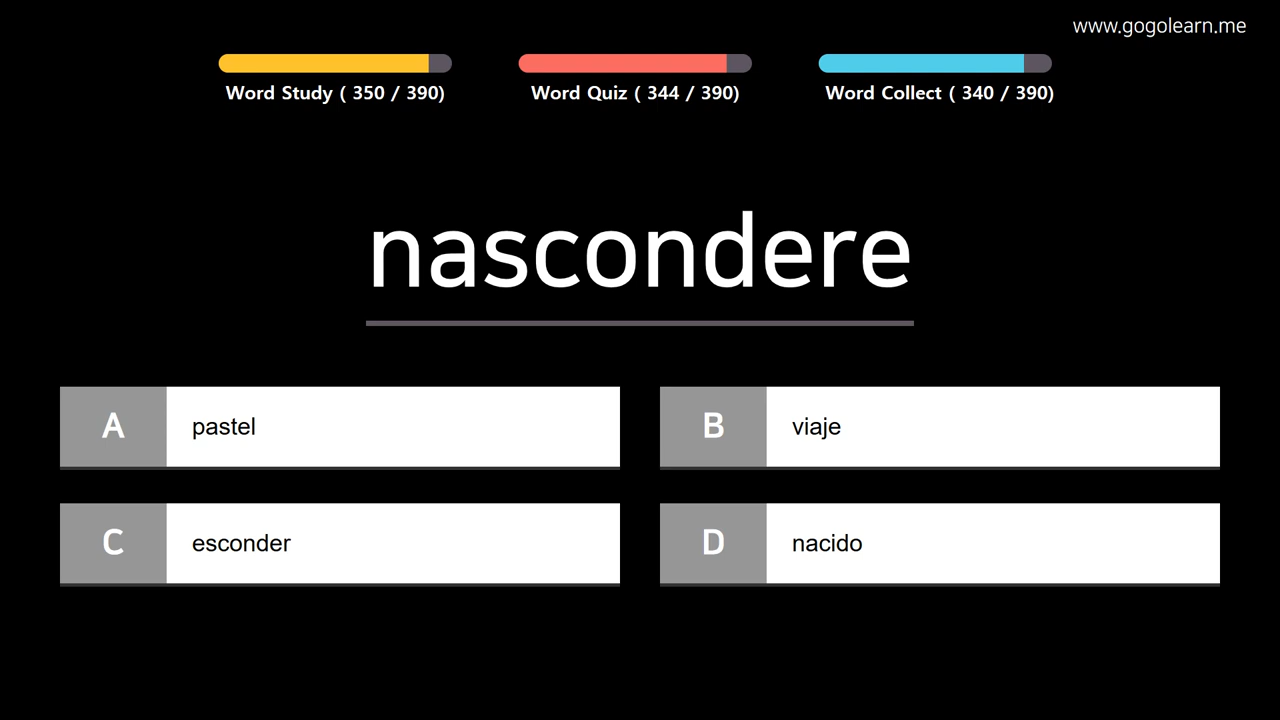 www.gogolearn.me
Word Study ( 350 / 390)
Word Quiz ( 344 / 390)
Word Collect ( 340 / 390)
nascondere
A pastel
B viaje
C esconder
D nacido